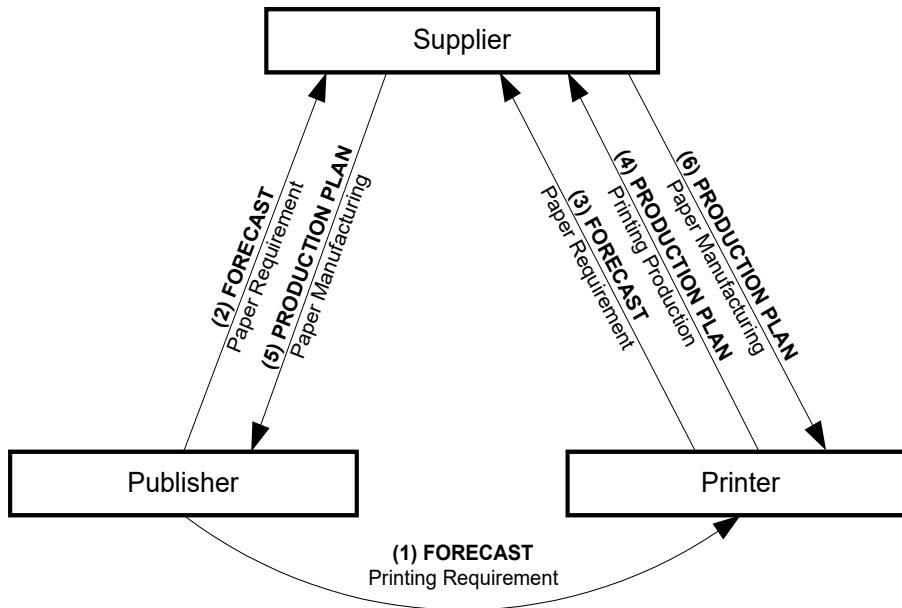 Supplier
(2) FORECAST
Paper Requirement
(5) PRODUCTION PLAN
Paper Manufacturing
(3) FORECAST
Paper Requirement
(4) PRODUCTION PLAN
Printing Production
(6) PRODUCTION PLAN
Paper Manufacturing
Publisher
Printer
(1) FORECAST
Printing Requirement